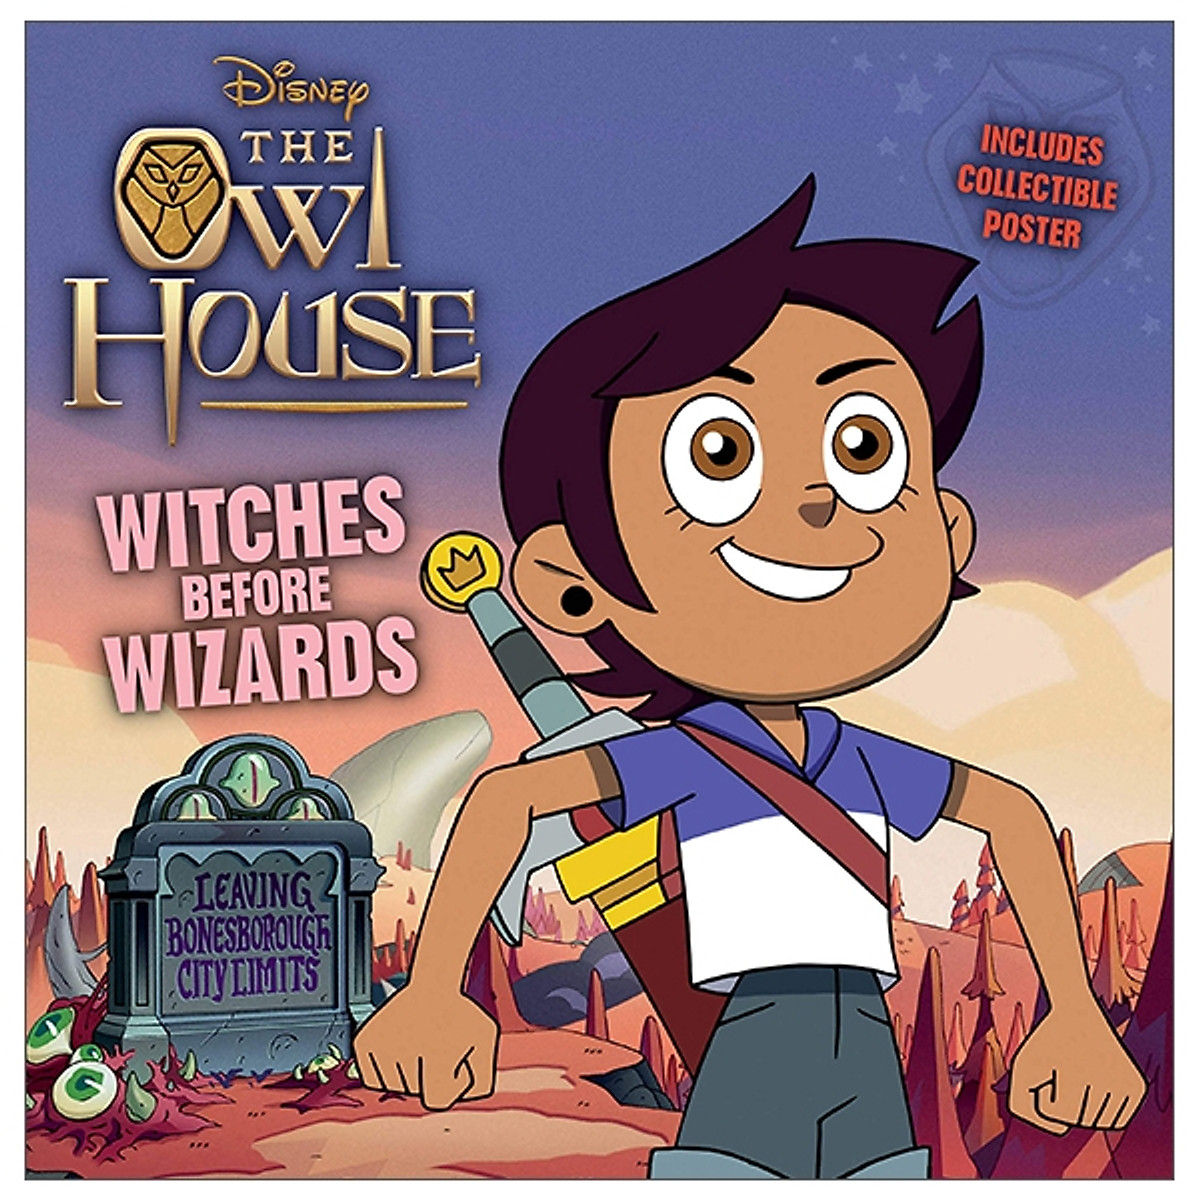 Disney
THE
Owl
HOUSE
WITCHES
BEFORE
WIZARDS
INCLUDES
COLLECTIBLE
POSTER
LEAVING
BONESBOROUGH
CITY LIMITS